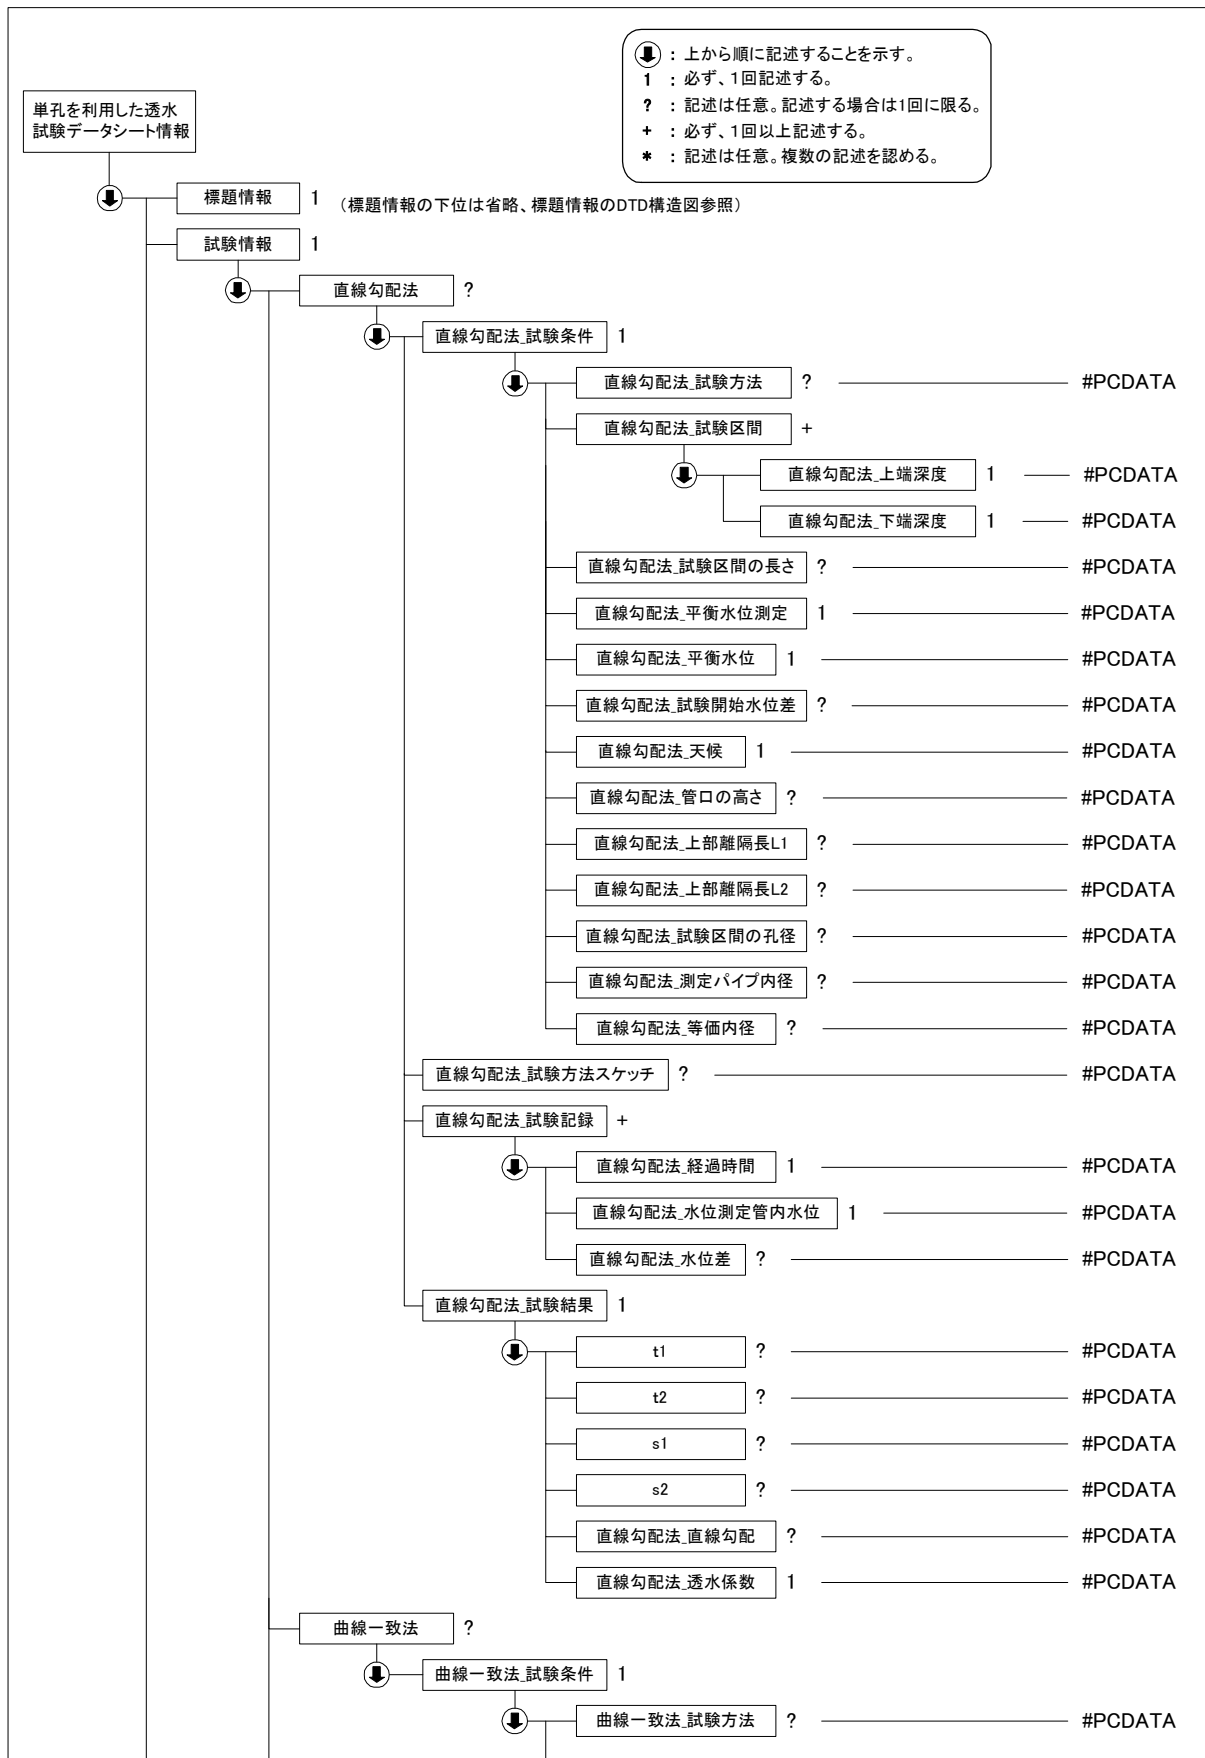 ⬇ : 上から順に記述することを示す。
1 : 必ず、1回記述する。
? : 記述は任意。記述する場合は1回に限る。
+ : 必ず、1回以上記述する。
* : 記述は任意。複数の記述を認める。
単孔を利用した透水
試験データシート情報
標題情報 1 (標題情報の下位は省略、標題情報のDTD構造図参照)
試験情報 1
直線勾配法 ?
直線勾配法_試験条件 1
直線勾配法_試験方法 ? #PCDATA
直線勾配法_試験区間 +
直線勾配法_上端深度 1 #PCDATA
直線勾配法_下端深度 1 #PCDATA
直線勾配法_試験区間の長さ ? #PCDATA
直線勾配法_平衡水位測定 1 #PCDATA
直線勾配法_平衡水位 1 #PCDATA
直線勾配法_試験開始水位差 ? #PCDATA
直線勾配法_天候 1 #PCDATA
直線勾配法_管口の高さ ? #PCDATA
直線勾配法_上部離隔長L1 ? #PCDATA
直線勾配法_上部離隔長L2 ? #PCDATA
直線勾配法_試験区間の孔径 ? #PCDATA
直線勾配法_測定パイプ内径 ? #PCDATA
直線勾配法_等価内径 ? #PCDATA
直線勾配法_試験方法スケッチ ? #PCDATA
直線勾配法_試験記録 +
直線勾配法_経過時間 1 #PCDATA
直線勾配法_水位測定管内水位 1 #PCDATA
直線勾配法_水位差 ? #PCDATA
直線勾配法_試験結果 1
t1 ? #PCDATA
t2 ? #PCDATA
s1 ? #PCDATA
s2 ? #PCDATA
直線勾配法_直線勾配 ? #PCDATA
直線勾配法_透水係数 1 #PCDATA
曲線一致法 ?
曲線一致法_試験条件 1
曲線一致法_試験方法 ? #PCDATA